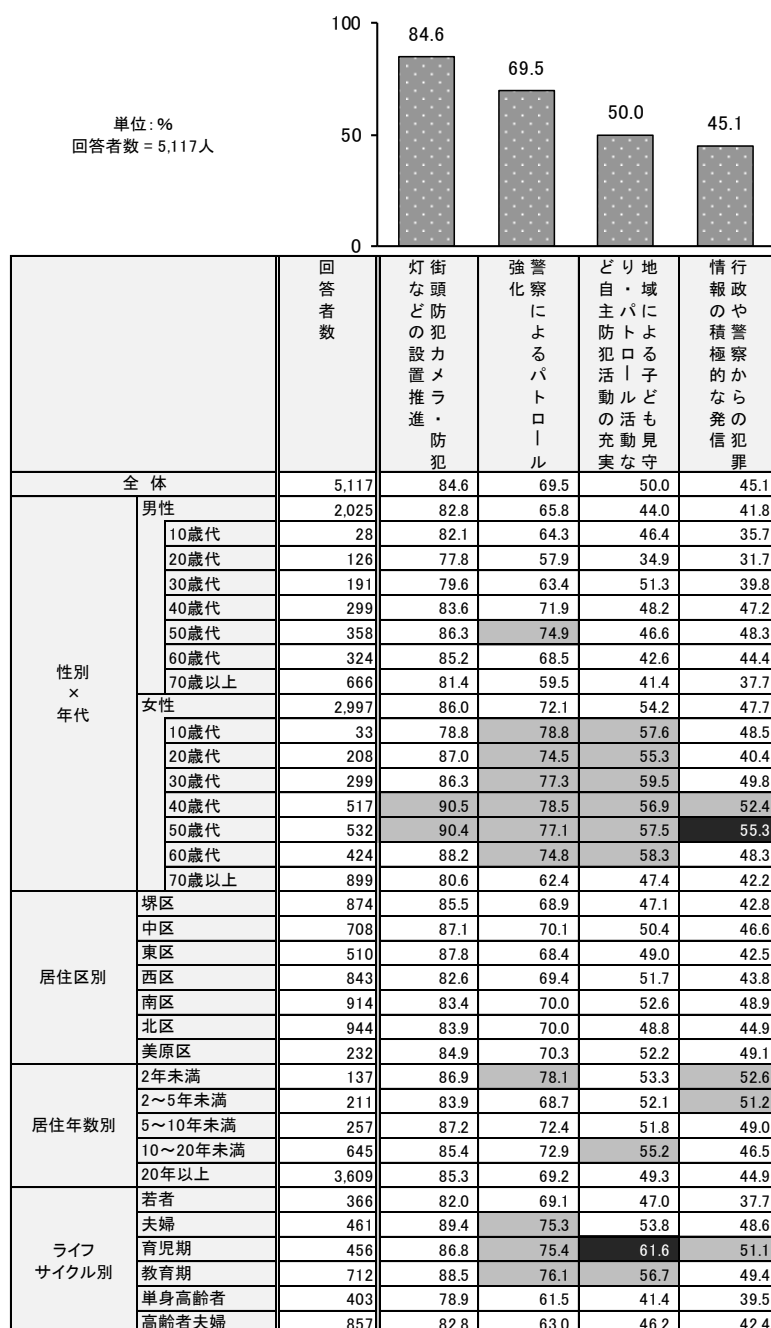 100
50
0
84.6
69.5
50.0
45.1
単位：％
回答者数 = 5,117人
回答者数
街頭防犯カメラ・防犯
灯などの設置推進
警察によるパトロール
強化
地域による子ども見守
り・パトロール活動な
ど自主防犯活動の充実
行政や警察からの犯罪
情報の積極的な発信
全 体 5,117 84.6 69.5 50.0 45.1
性別
×
年代
男性 2,025 82.8 65.8 44.0 41.8
10歳代 28 82.1 64.3 46.4 35.7
20歳代 126 77.8 57.9 34.9 31.7
30歳代 191 79.6 63.4 51.3 39.8
40歳代 299 83.6 71.9 48.2 47.2
50歳代 358 86.3 74.9 46.6 48.3
60歳代 324 85.2 68.5 42.6 44.4
70歳以上 666 81.4 59.5 41.4 37.7
女性 2,997 86.0 72.1 54.2 47.7
10歳代 33 78.8 78.8 57.6 48.5
20歳代 208 87.0 74.5 55.3 40.4
30歳代 299 86.3 77.3 59.5 49.8
40歳代 517 90.5 78.5 56.9 52.4
50歳代 532 90.4 77.1 57.5 55.3
60歳代 424 88.2 74.8 58.3 48.3
70歳以上 899 80.6 62.4 47.4 42.2
居住区別
堺区 874 85.5 68.9 47.1 42.8
中区 708 87.1 70.1 50.4 46.6
東区 510 87.8 68.4 49.0 42.5
西区 843 82.6 69.4 51.7 43.8
南区 914 83.4 70.0 52.6 48.9
北区 944 83.9 70.0 48.8 44.9
美原区 232 84.9 70.3 52.2 49.1
居住年数別
2年未満 137 86.9 78.1 53.3 52.6
2～5年未満 211 83.9 68.7 52.1 51.2
5～10年未満 257 87.2 72.4 51.8 49.0
10～20年未満 645 85.4 72.9 55.2 46.5
20年以上 3,609 85.3 69.2 49.3 44.9
ライフ
サイクル別
若者 366 82.0 69.1 47.0 37.7
夫婦 461 89.4 75.3 53.8 48.6
育児期 456 86.8 75.4 61.6 51.1
教育期 712 88.5 76.1 56.7 49.4
単身高齢者 403 78.9 61.5 41.4 39.5
高齢者夫婦 857 82.8 63.0 46.2 42.4